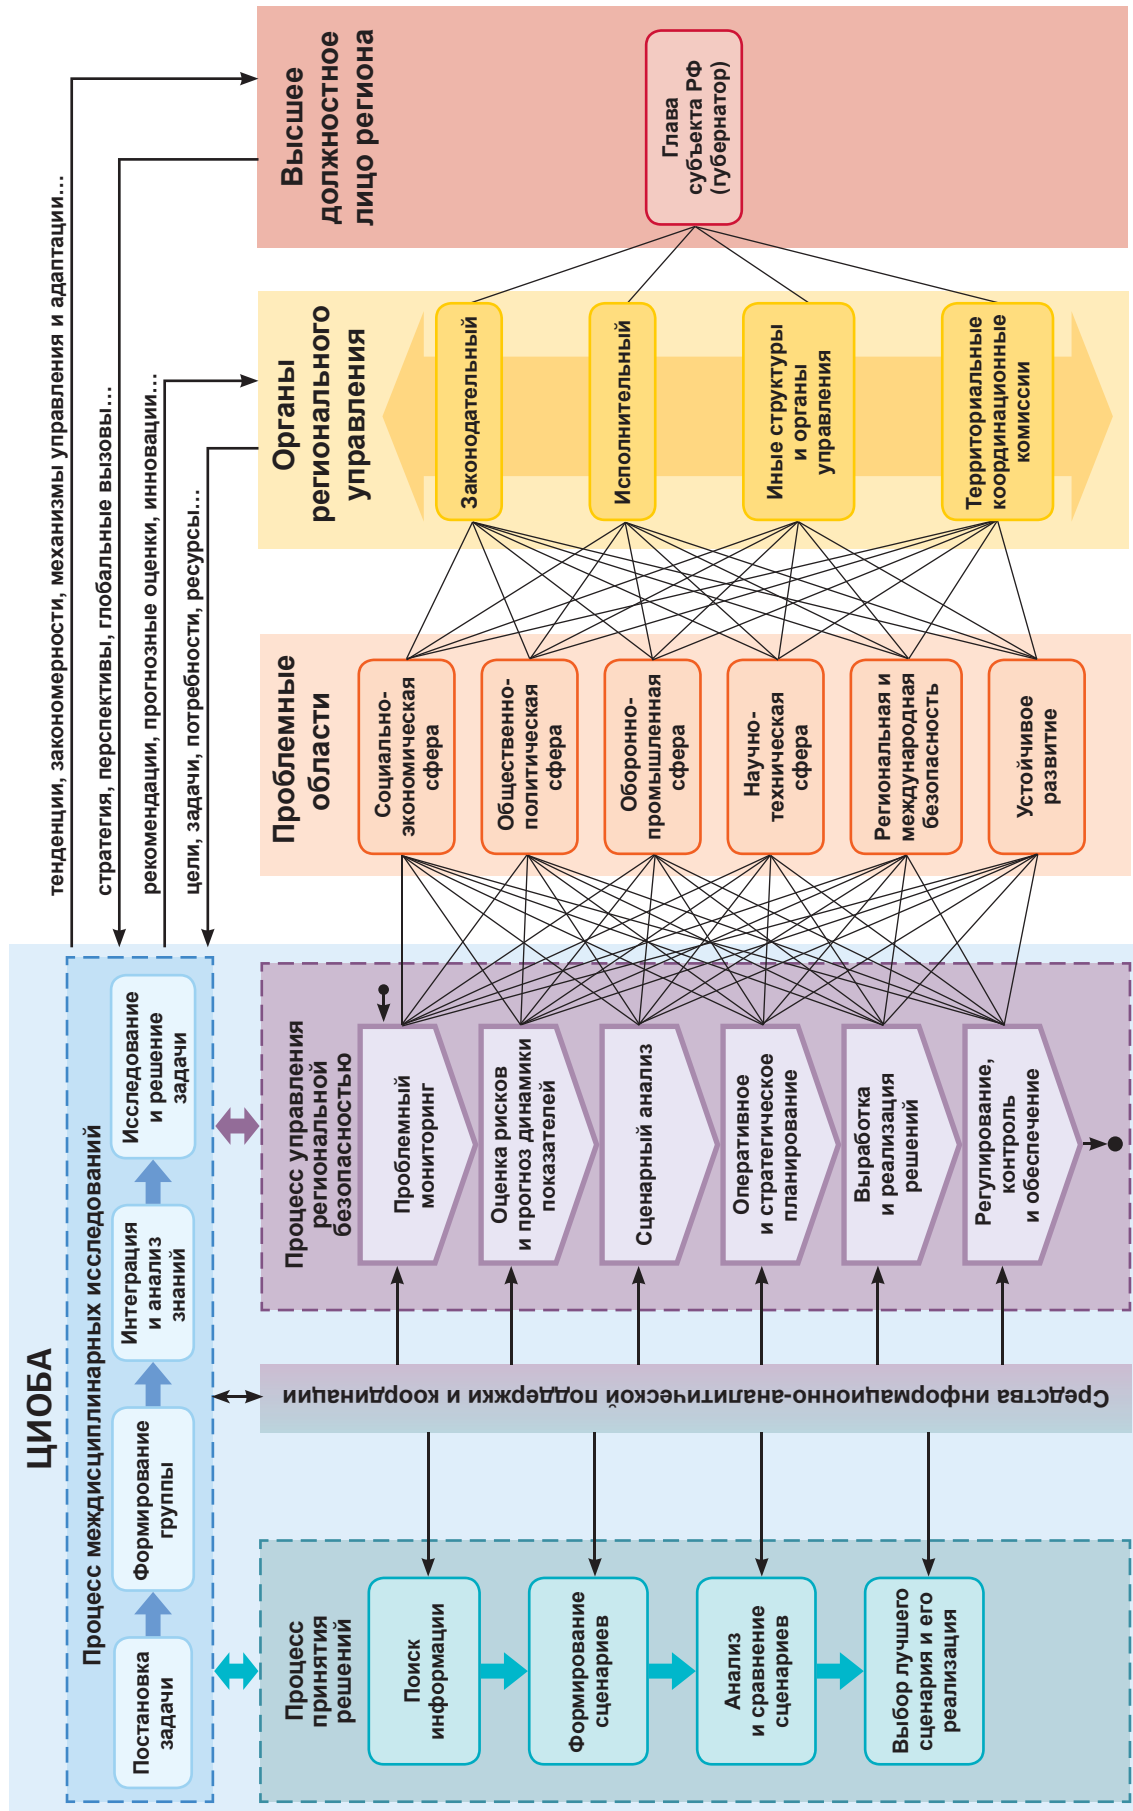 ЦИОБА
Процесс междисциплинарных исследований
Постановка
задачи
Формирование
группы
Интеграция
и анализ
знаний
Исследование
и решение
задачи
тенденции, закономерности, механизмы управления и адаптации…
стратегия, перспективы, глобальные вызовы…
рекомендации, прогнозные оценки, инновации…
цели, задачи, потребности, ресурсы…
Процесс
принятия
решений
Поиск
информации
Формирование
сценариев
Анализ
и сравнение
сценариев
Выбор лучшего
сценария и его
реализация
Средства информационно-аналитической поддержки и координации
Процесс управления
региональной
безопасностью
Проблемный
мониторинг
Оценка рисков
и прогноз динамики
показателей
Сценарный анализ
Оперативное
и стратегическое
планирование
Выработка
и реализация
решений
Регулирование,
контроль
и обеспечение
Проблемные
области
Социально-
экономическая
сфера
Общественно-
политическая
сфера
Оборонно-
промышленная
сфера
Научно-
техническая
сфера
Региональная и
международная
безопасность
Устойчивое
развитие
Органы
регионального
управления
Законодательный
Исполнительный
Иные структуры
и органы
управления
Территориальные
координационные
комиссии
Высшее
должностное
лицо региона
Глава
субъекта РФ
(губернатор)